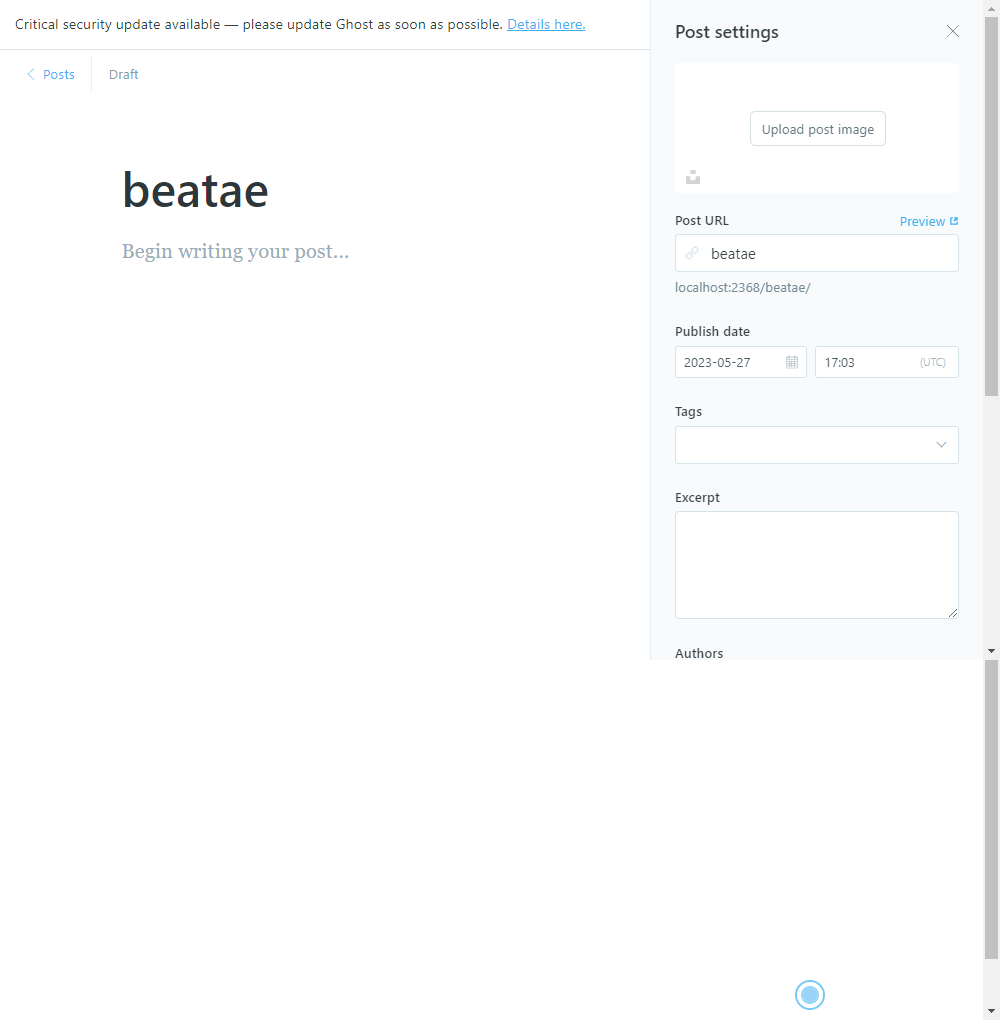 Critical security update available — please update Ghost as soon as possible. Details here.
Posts
Draft
beatae
Begin writing your post...
Post settings
Upload post image
Post URL
Preview
beatae
localhost:2368/beatae/
Publish date
2023-05-27
17:03
(UTC)
Tags
Excerpt
Authors